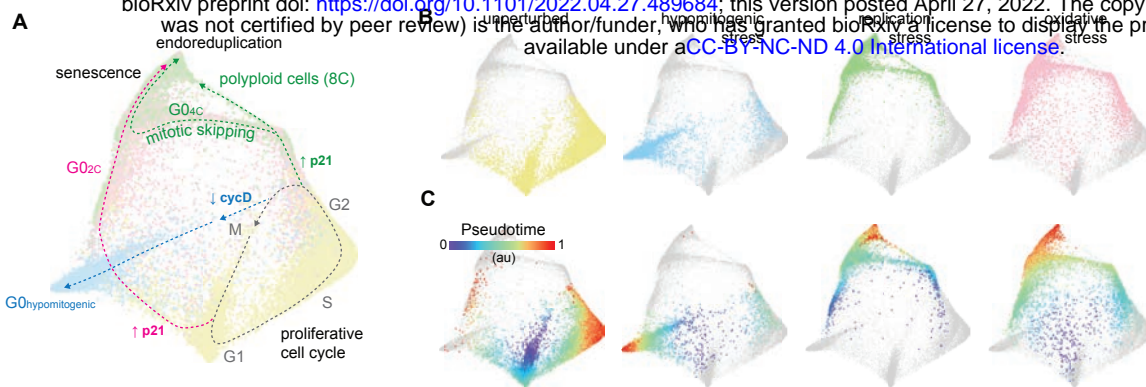 bioRxiv preprint doi: https://doi.org/10.1101/2022.04.27.489684; this version posted April 27, 2022. The copy
was not certified by peer review) is the author/funder, who has granted bioRxiv a license to display the pr
available under aCC-BY-NC-ND 4.0 International license.
A
endoreduplication
senescence
polyploid cells (8C)
G04C
mitotic skipping
G02C
↑ p21
↓ cycD
G2
M
G0hypomitogenic
S
↑ p21
proliferative
cell cycle
G1
B
unperturbed
hypomitogenic
stress
replication
stress
oxidative
stress
C
Pseudotime
0 1
(au)